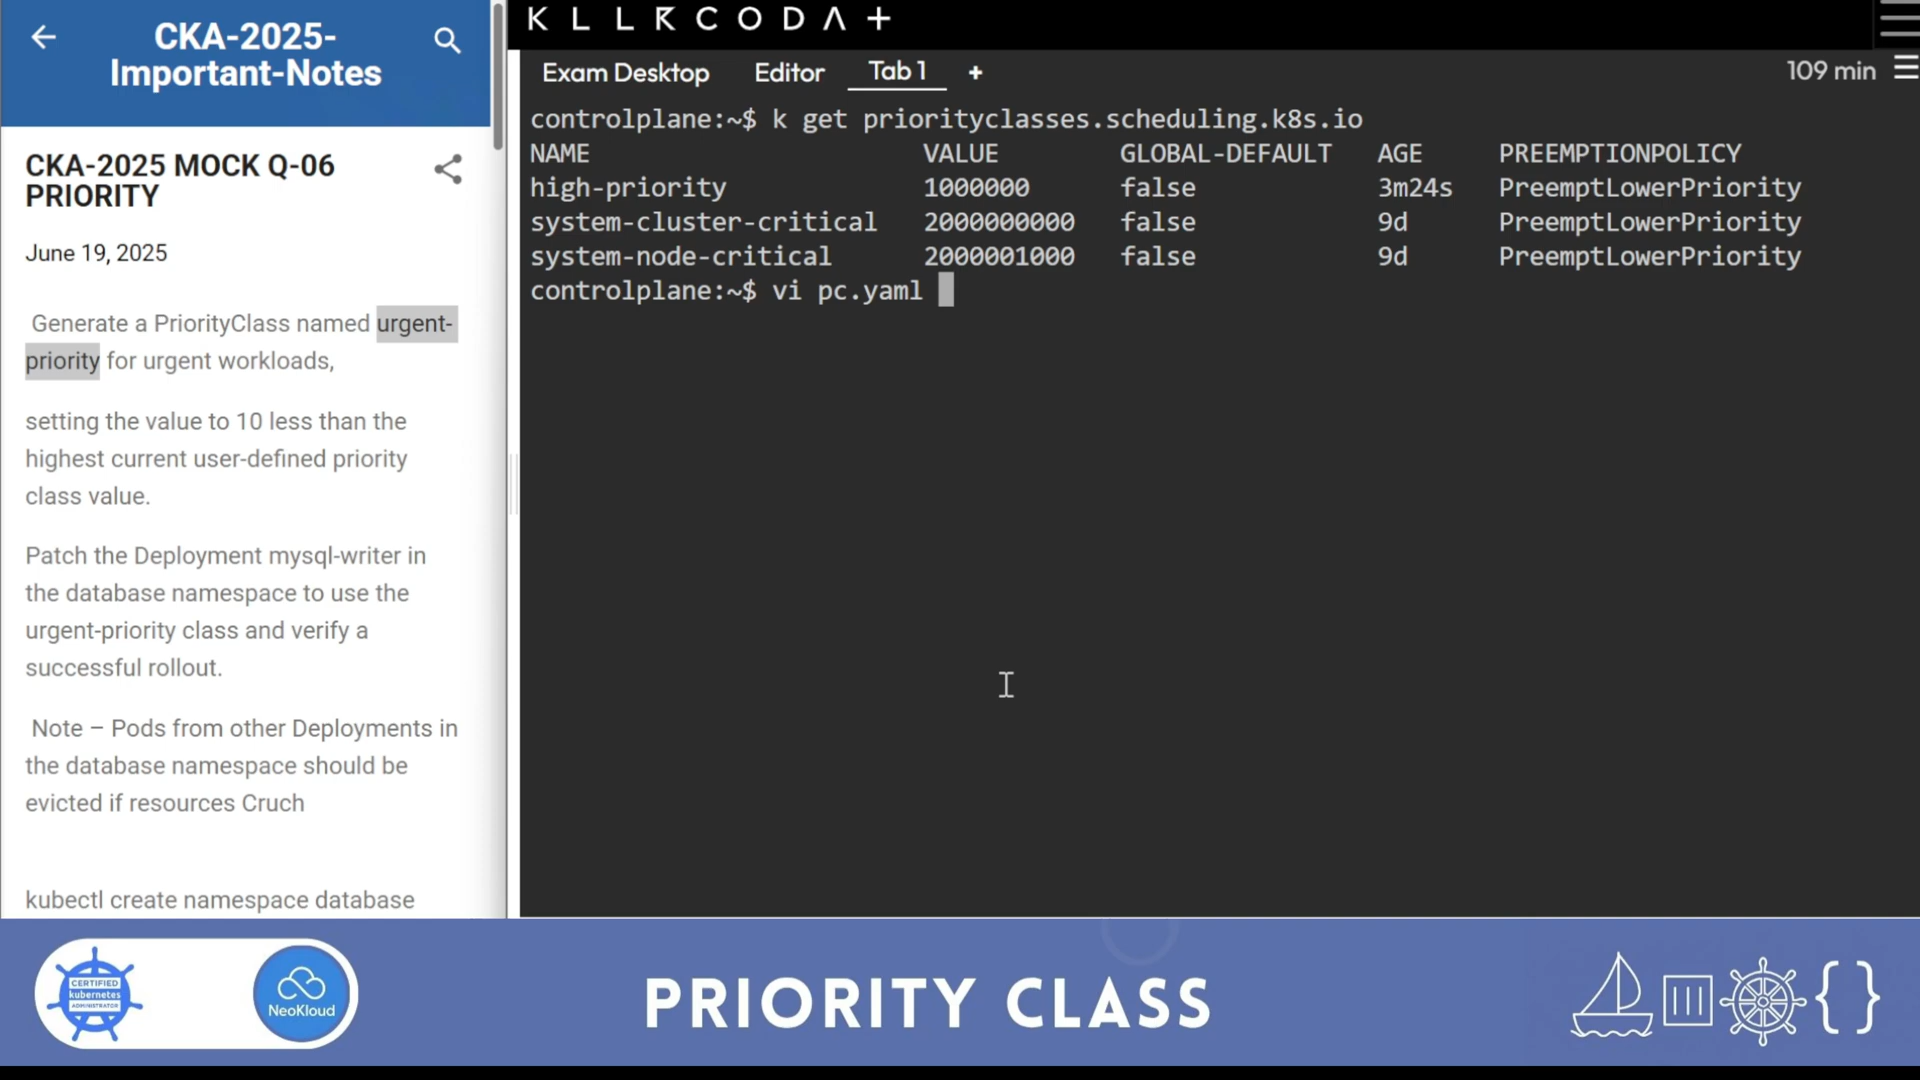 CKA-2025-
Important-Notes
CKA-2025 MOCK Q-06
PRIORITY
June 19, 2025
Generate a PriorityClass named urgent-
priority for urgent workloads,
setting the value to 10 less than the
highest current user-defined priority
class value.
Patch the Deployment mysql-writer in
the database namespace to use the
urgent-priority class and verify a
successful rollout.
Note – Pods from other Deployments in
the database namespace should be
evicted if resources Cruch
kubectl create namespace database
KLLRCODA+
Exam Desktop Editor Tab 1 + 109 min
controlplane:~$ k get priorityclasses.scheduling.k8s.io
NAME VALUE GLOBAL-DEFAULT AGE PREEMPTIONPOLICY
high-priority 1000000 false 3m24s PreemptLowerPriority
system-cluster-critical 2000000000 false 9d PreemptLowerPriority
system-node-critical 2000001000 false 9d PreemptLowerPriority
controlplane:~$ vi pc.yaml
CERTIFIED
kubernetes
ADMINISTRATOR
NeoKloud
PRIORITY CLASS